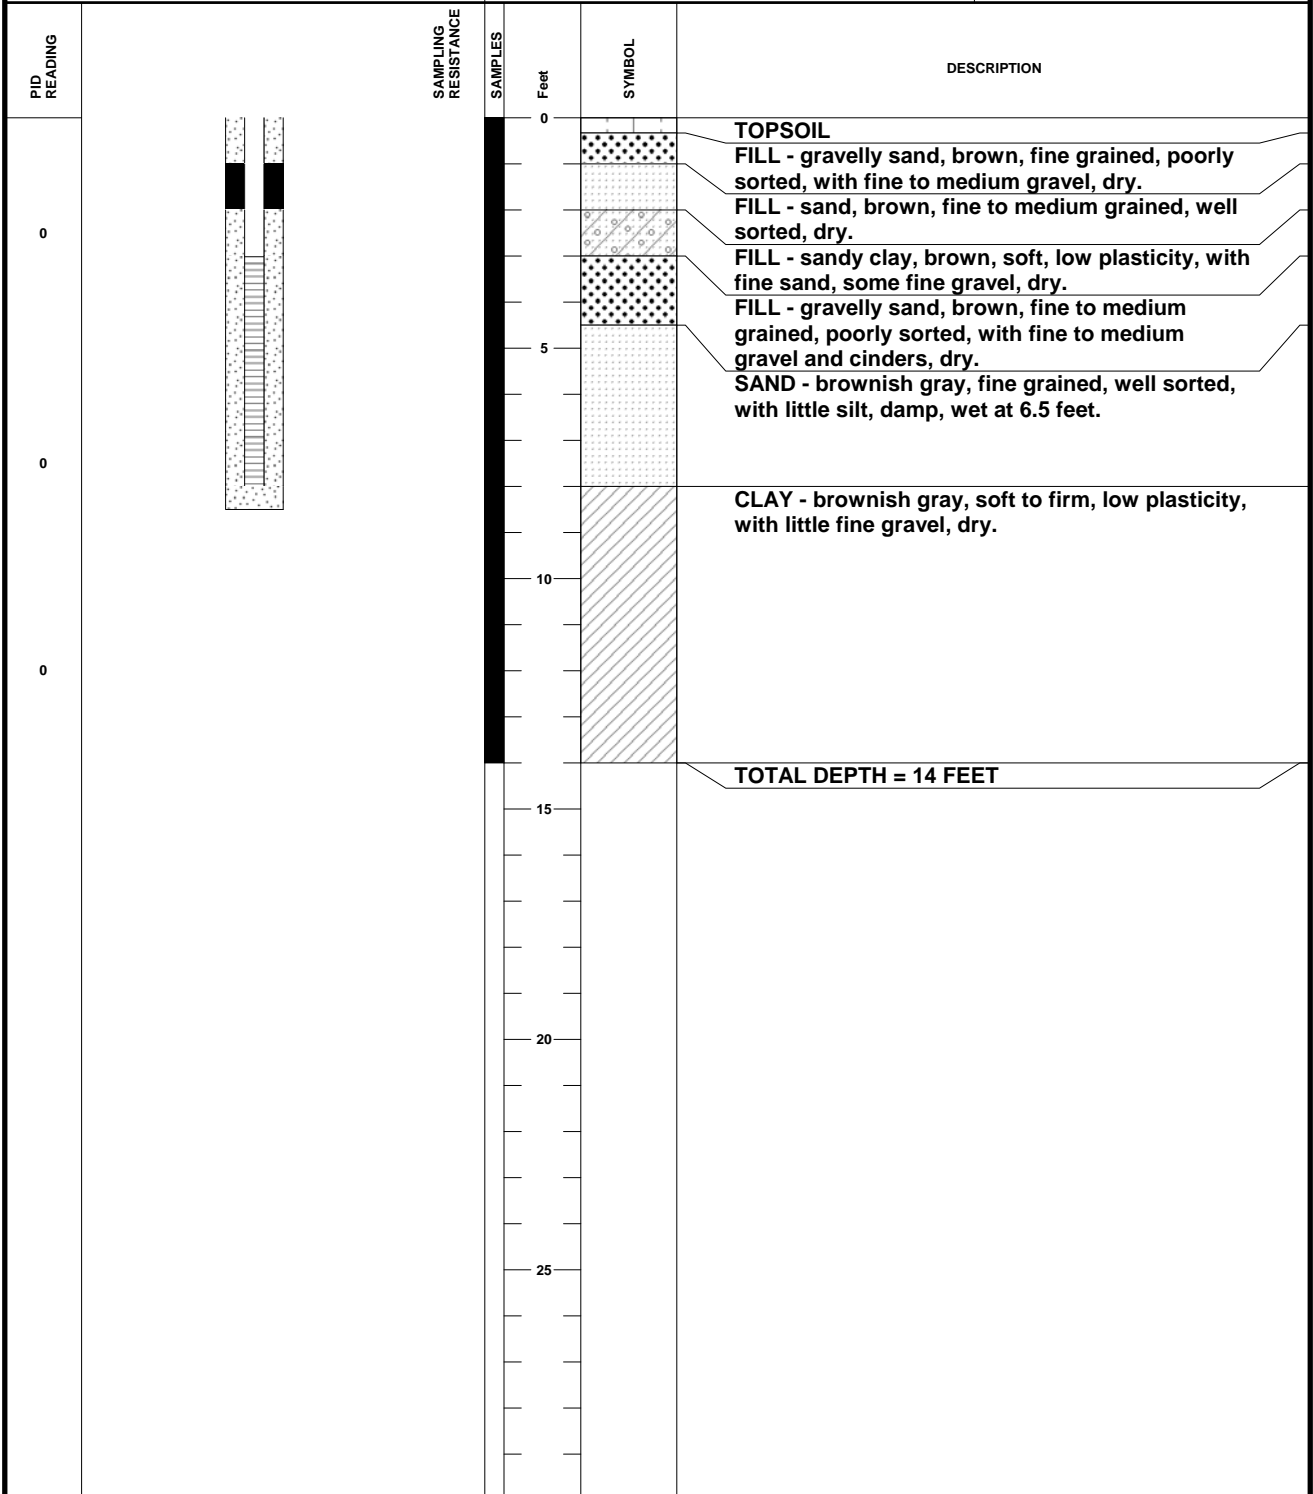 PID
READING
SAMPLING
RESISTANCE
SAMPLES
Feet
SYMBOL
DESCRIPTION
0
TOPSOIL
FILL - gravelly sand, brown, fine grained, poorly
sorted, with fine to medium gravel, dry.
FILL - sand, brown, fine to medium grained, well
sorted, dry.
0
FILL - sandy clay, brown, soft, low plasticity, with
fine sand, some fine gravel, dry.
FILL - gravelly sand, brown, fine to medium
grained, poorly sorted, with fine to medium
gravel and cinders, dry.
5
SAND - brownish gray, fine grained, well sorted,
with little silt, damp, wet at 6.5 feet.
0
CLAY - brownish gray, soft to firm, low plasticity,
with little fine gravel, dry.
10
0
TOTAL DEPTH = 14 FEET
15
20
25